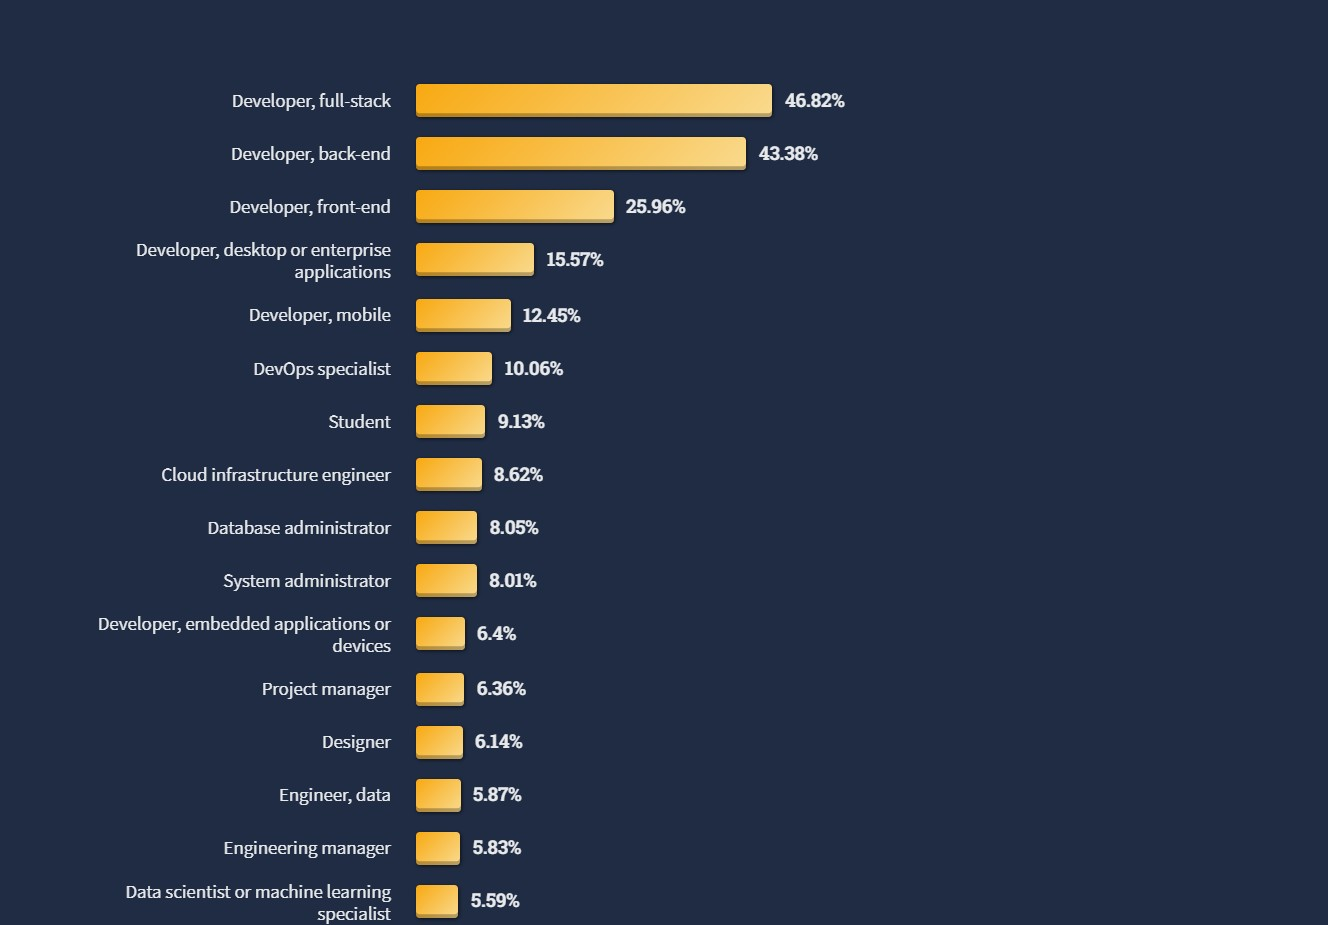 Developer, full-stack 46.82%
Developer, back-end 43.38%
Developer, front-end 25.96%
Developer, desktop or enterprise
applications 15.57%
Developer, mobile 12.45%
DevOps specialist 10.06%
Student 9.13%
Cloud infrastructure engineer 8.62%
Database administrator 8.05%
System administrator 8.01%
Developer, embedded applications or
devices 6.4%
Project manager 6.36%
Designer 6.14%
Engineer, data 5.87%
Engineering manager 5.83%
Data scientist or machine learning
specialist 5.59%